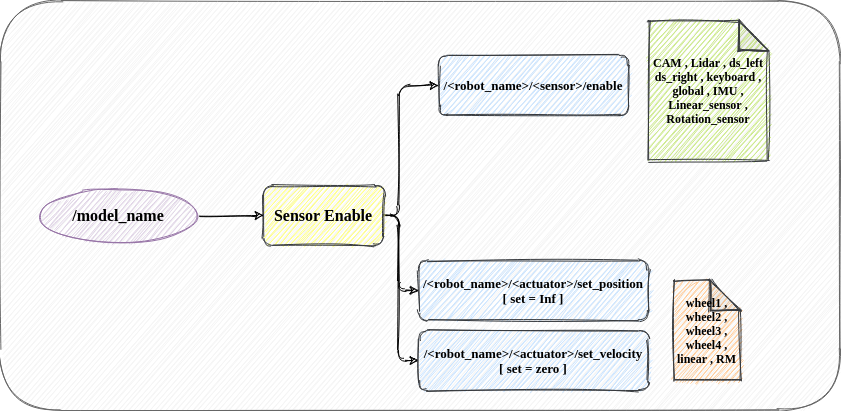 /model_name
Sensor Enable
/<robot_name>/<sensor>/enable
CAM , Lidar , ds_left
ds_right , keyboard ,
global , IMU ,
Linear_sensor ,
Rotation_sensor
/<robot_name>/<actuator>/set_position
[ set = Inf ]
/<robot_name>/<actuator>/set_velocity
[ set = zero ]
wheel1 ,
wheel2 ,
wheel3 ,
wheel4 ,
linear , RM